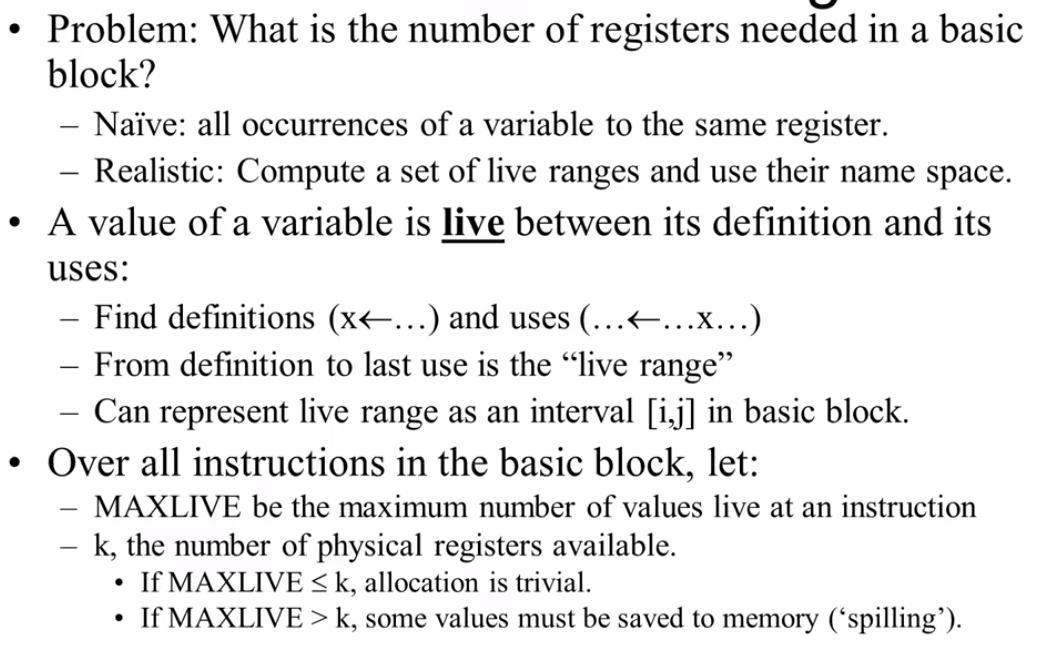 • Problem: What is the number of registers needed in a basic
block?
– Naïve: all occurrences of a variable to the same register.
– Realistic: Compute a set of live ranges and use their name space.
• A value of a variable is live between its definition and its
uses:
– Find definitions (x←…) and uses (…←…x…)
– From definition to last use is the “live range”
– Can represent live range as an interval [i,j] in basic block.
• Over all instructions in the basic block, let:
– MAXLIVE be the maximum number of values live at an instruction
– k, the number of physical registers available.
• If MAXLIVE ≤ k, allocation is trivial.
• If MAXLIVE > k, some values must be saved to memory (‘spilling’).